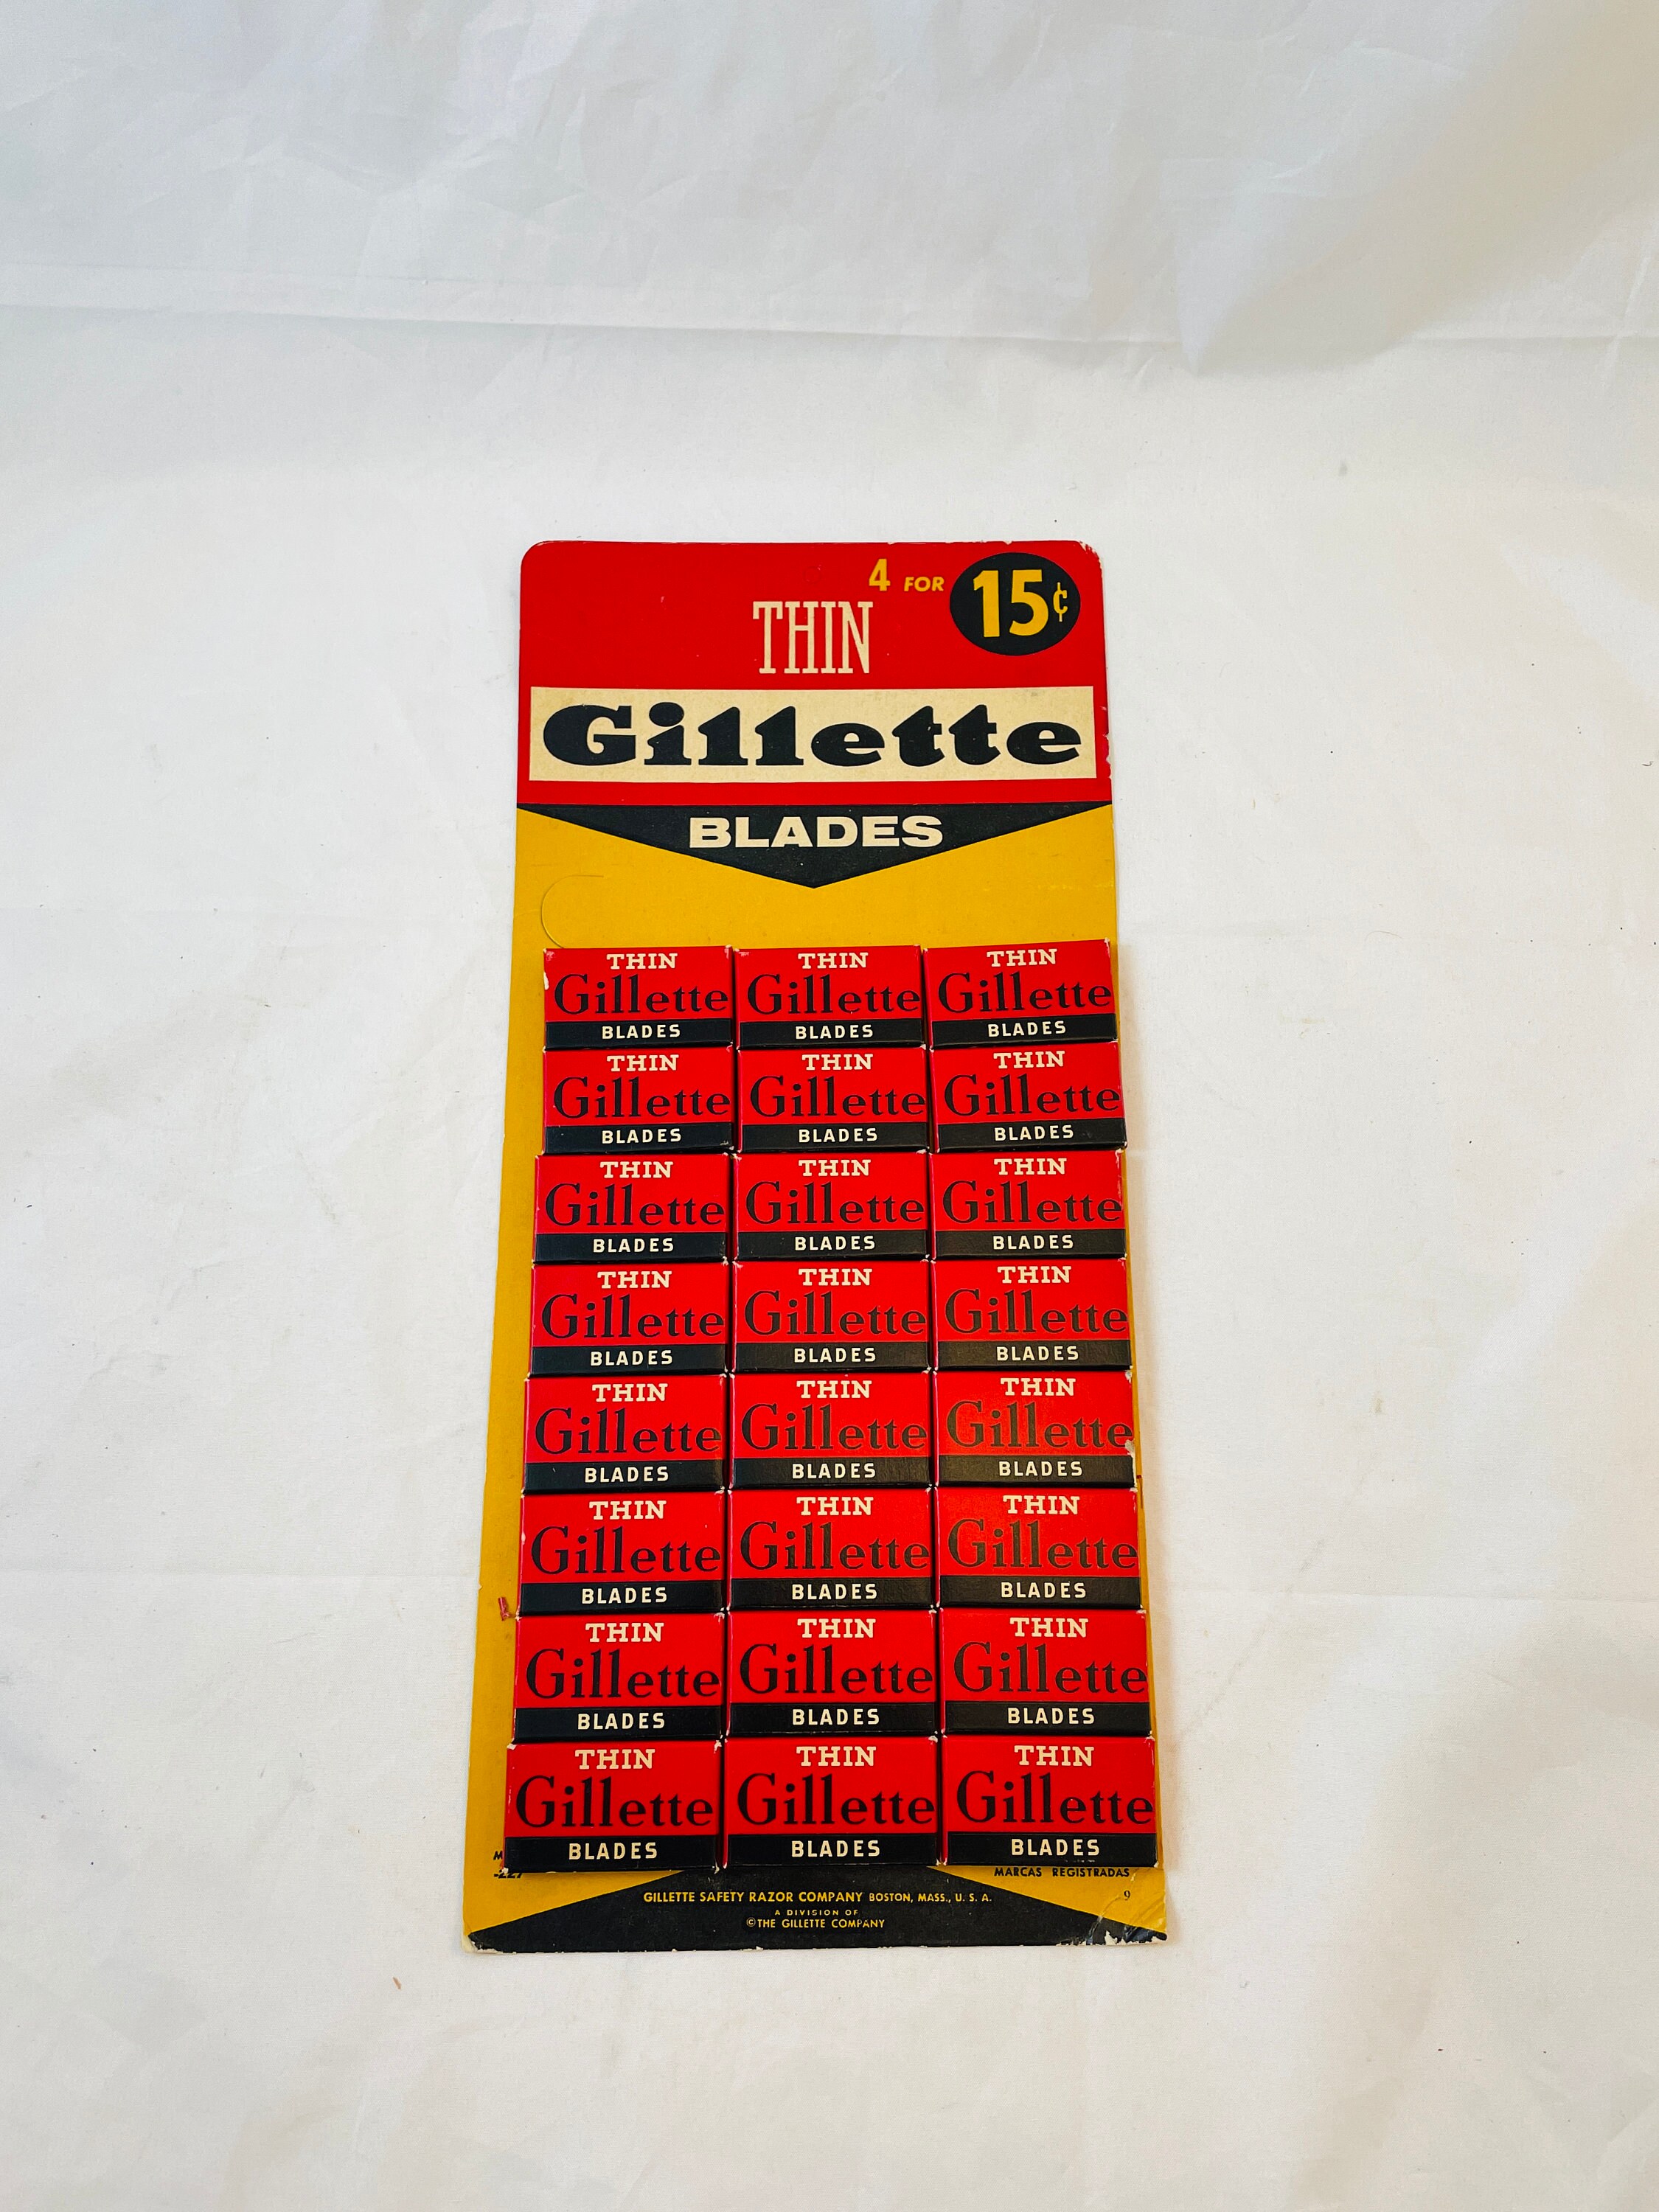 4 FOR 15¢
THIN
Gillette
BLADES
THIN THIN THIN
Gillette Gillette Gillette
BLADES BLADES BLADES
THIN THIN THIN
Gillette Gillette Gillette
BLADES BLADES BLADES
THIN THIN THIN
Gillette Gillette Gillette
BLADES BLADES BLADES
THIN THIN THIN
Gillette Gillette Gillette
BLADES BLADES BLADES
THIN THIN THIN
Gillette Gillette Gillette
BLADES BLADES BLADES
THIN THIN THIN
Gillette Gillette Gillette
BLADES BLADES BLADES
THIN THIN THIN
Gillette Gillette Gillette
BLADES BLADES BLADES
THIN THIN THIN
Gillette Gillette Gillette
BLADES BLADES BLADES
MARCAS REGISTRADAS
GILLETTE SAFETY RAZOR COMPANY BOSTON, MASS., U. S. A.
9
A DIVISION OF
©THE GILLETTE COMPANY